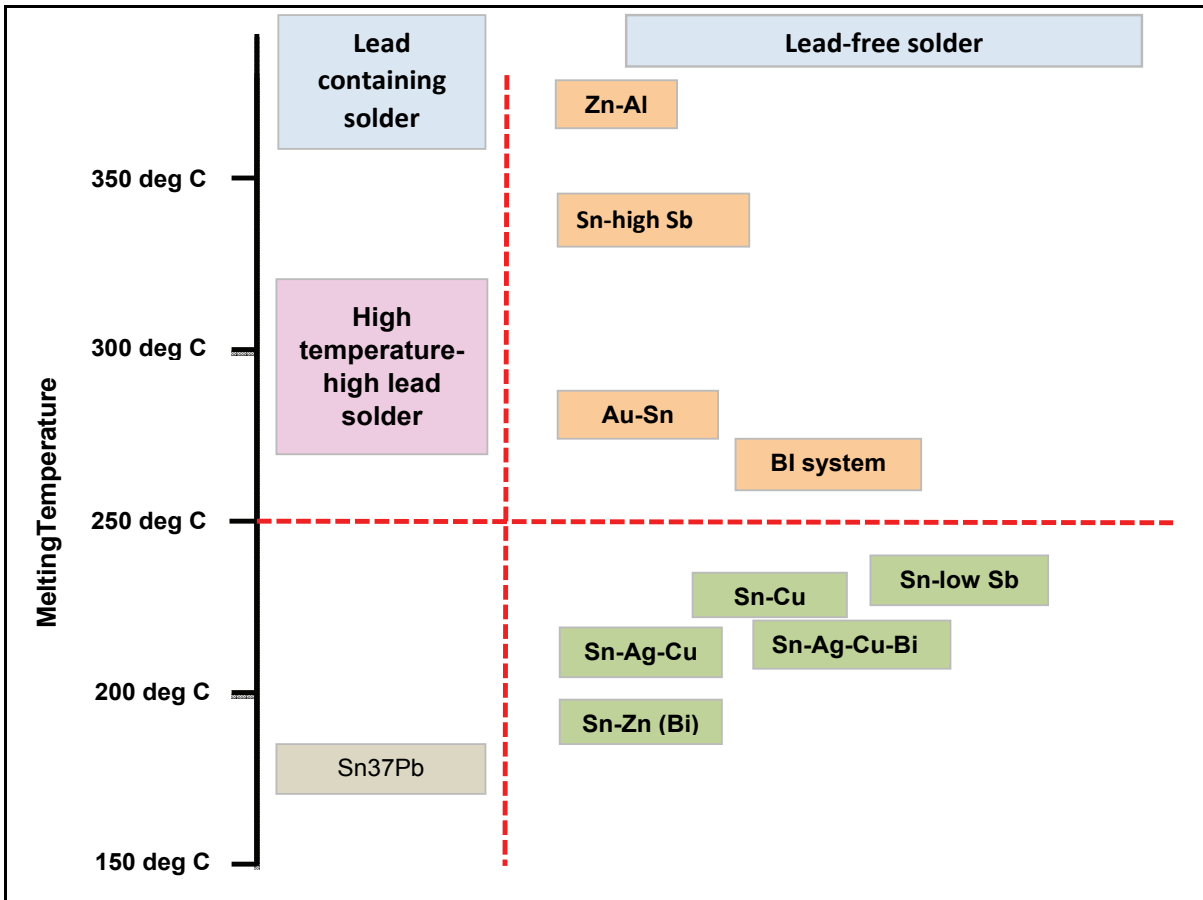 Lead
containing
solder
Lead-free solder
Zn-Al
350 deg C
Sn-high Sb
High
temperature-
high lead
solder
300 deg C
Au-Sn
BI system
250 deg C
MeltingTemperature
Sn-low Sb
Sn-Cu
Sn-Ag-Cu
Sn-Ag-Cu-Bi
200 deg C
Sn-Zn (Bi)
Sn37Pb
150 deg C